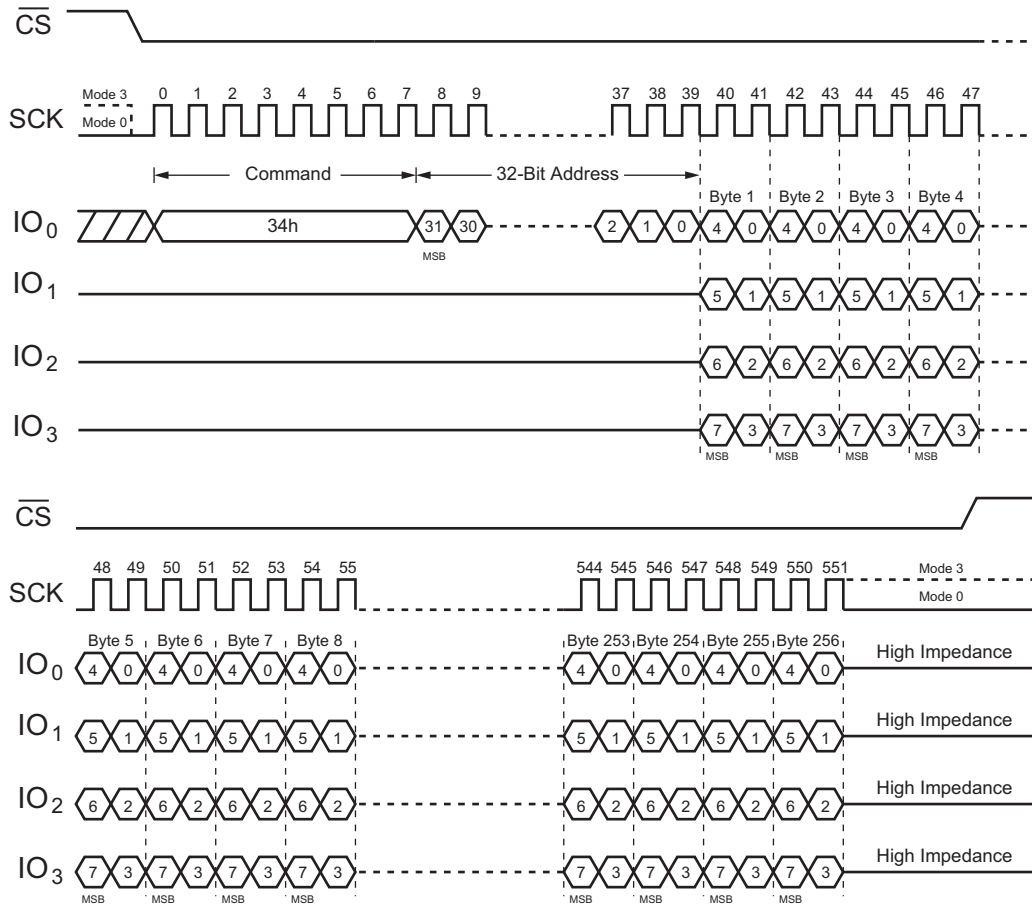 CS
Mode 3
Mode 0
SCK
0 1 2 3 4 5 6 7 8 9 37 38 39 40 41 42 43 44 45 46 47
Command 32-Bit Address
Byte 1 Byte 2 Byte 3 Byte 4
IO0 34h 31 30 2 1 0 4 0 4 0 4 0 4 0
MSB
IO1 5 1 5 1 5 1 5 1
IO2 6 2 6 2 6 2 6 2
IO3 7 3 7 3 7 3 7 3
MSB MSB MSB MSB
CS
48 49 50 51 52 53 54 55 544 545 546 547 548 549 550 551 Mode 3
SCK Mode 0
Byte 5 Byte 6 Byte 7 Byte 8 Byte 253 Byte 254 Byte 255 Byte 256
IO0 4 0 4 0 4 0 4 0 4 0 4 0 4 0 4 0 High Impedance
IO1 5 1 5 1 5 1 5 1 5 1 5 1 5 1 5 1 High Impedance
IO2 6 2 6 2 6 2 6 2 6 2 6 2 6 2 6 2 High Impedance
IO3 7 3 7 3 7 3 7 3 7 3 7 3 7 3 7 3 High Impedance
MSB MSB MSB MSB MSB MSB MSB MSB